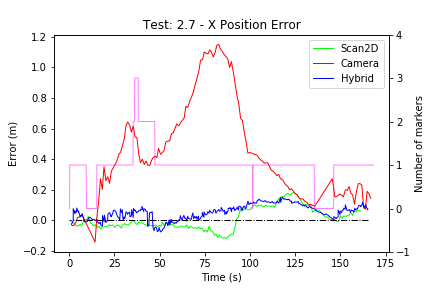 Test: 2.7 - X Position Error
Scan2D
Camera
Hybrid
Error (m)
1.2
1.0
0.8
0.6
0.4
0.2
0.0
−0.2
Number of markers
4
3
2
1
0
−1
0 25 50 75 100 125 150 175
Time (s)